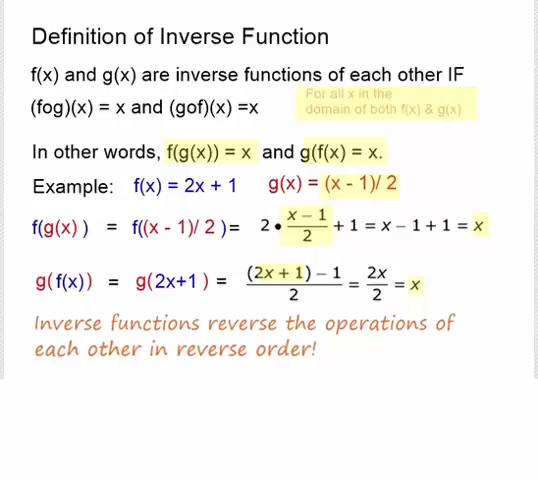 Definition of Inverse Function
f(x) and g(x) are inverse functions of each other IF
(fog)(x) = x and (gof)(x) =x
For all x in the
domain of both f(x) & g(x)
In other words, f(g(x)) = x and g(f(x) = x.
Example: f(x) = 2x + 1 g(x) = (x - 1)/ 2
f(g(x) ) = f((x - 1)/ 2 )= 2 • (x − 1)/2 + 1 = x − 1 + 1 = x
g( f(x)) = g(2x+1 ) = ((2x + 1) − 1)/2 = 2x/2 = x
Inverse functions reverse the operations of
each other in reverse order!